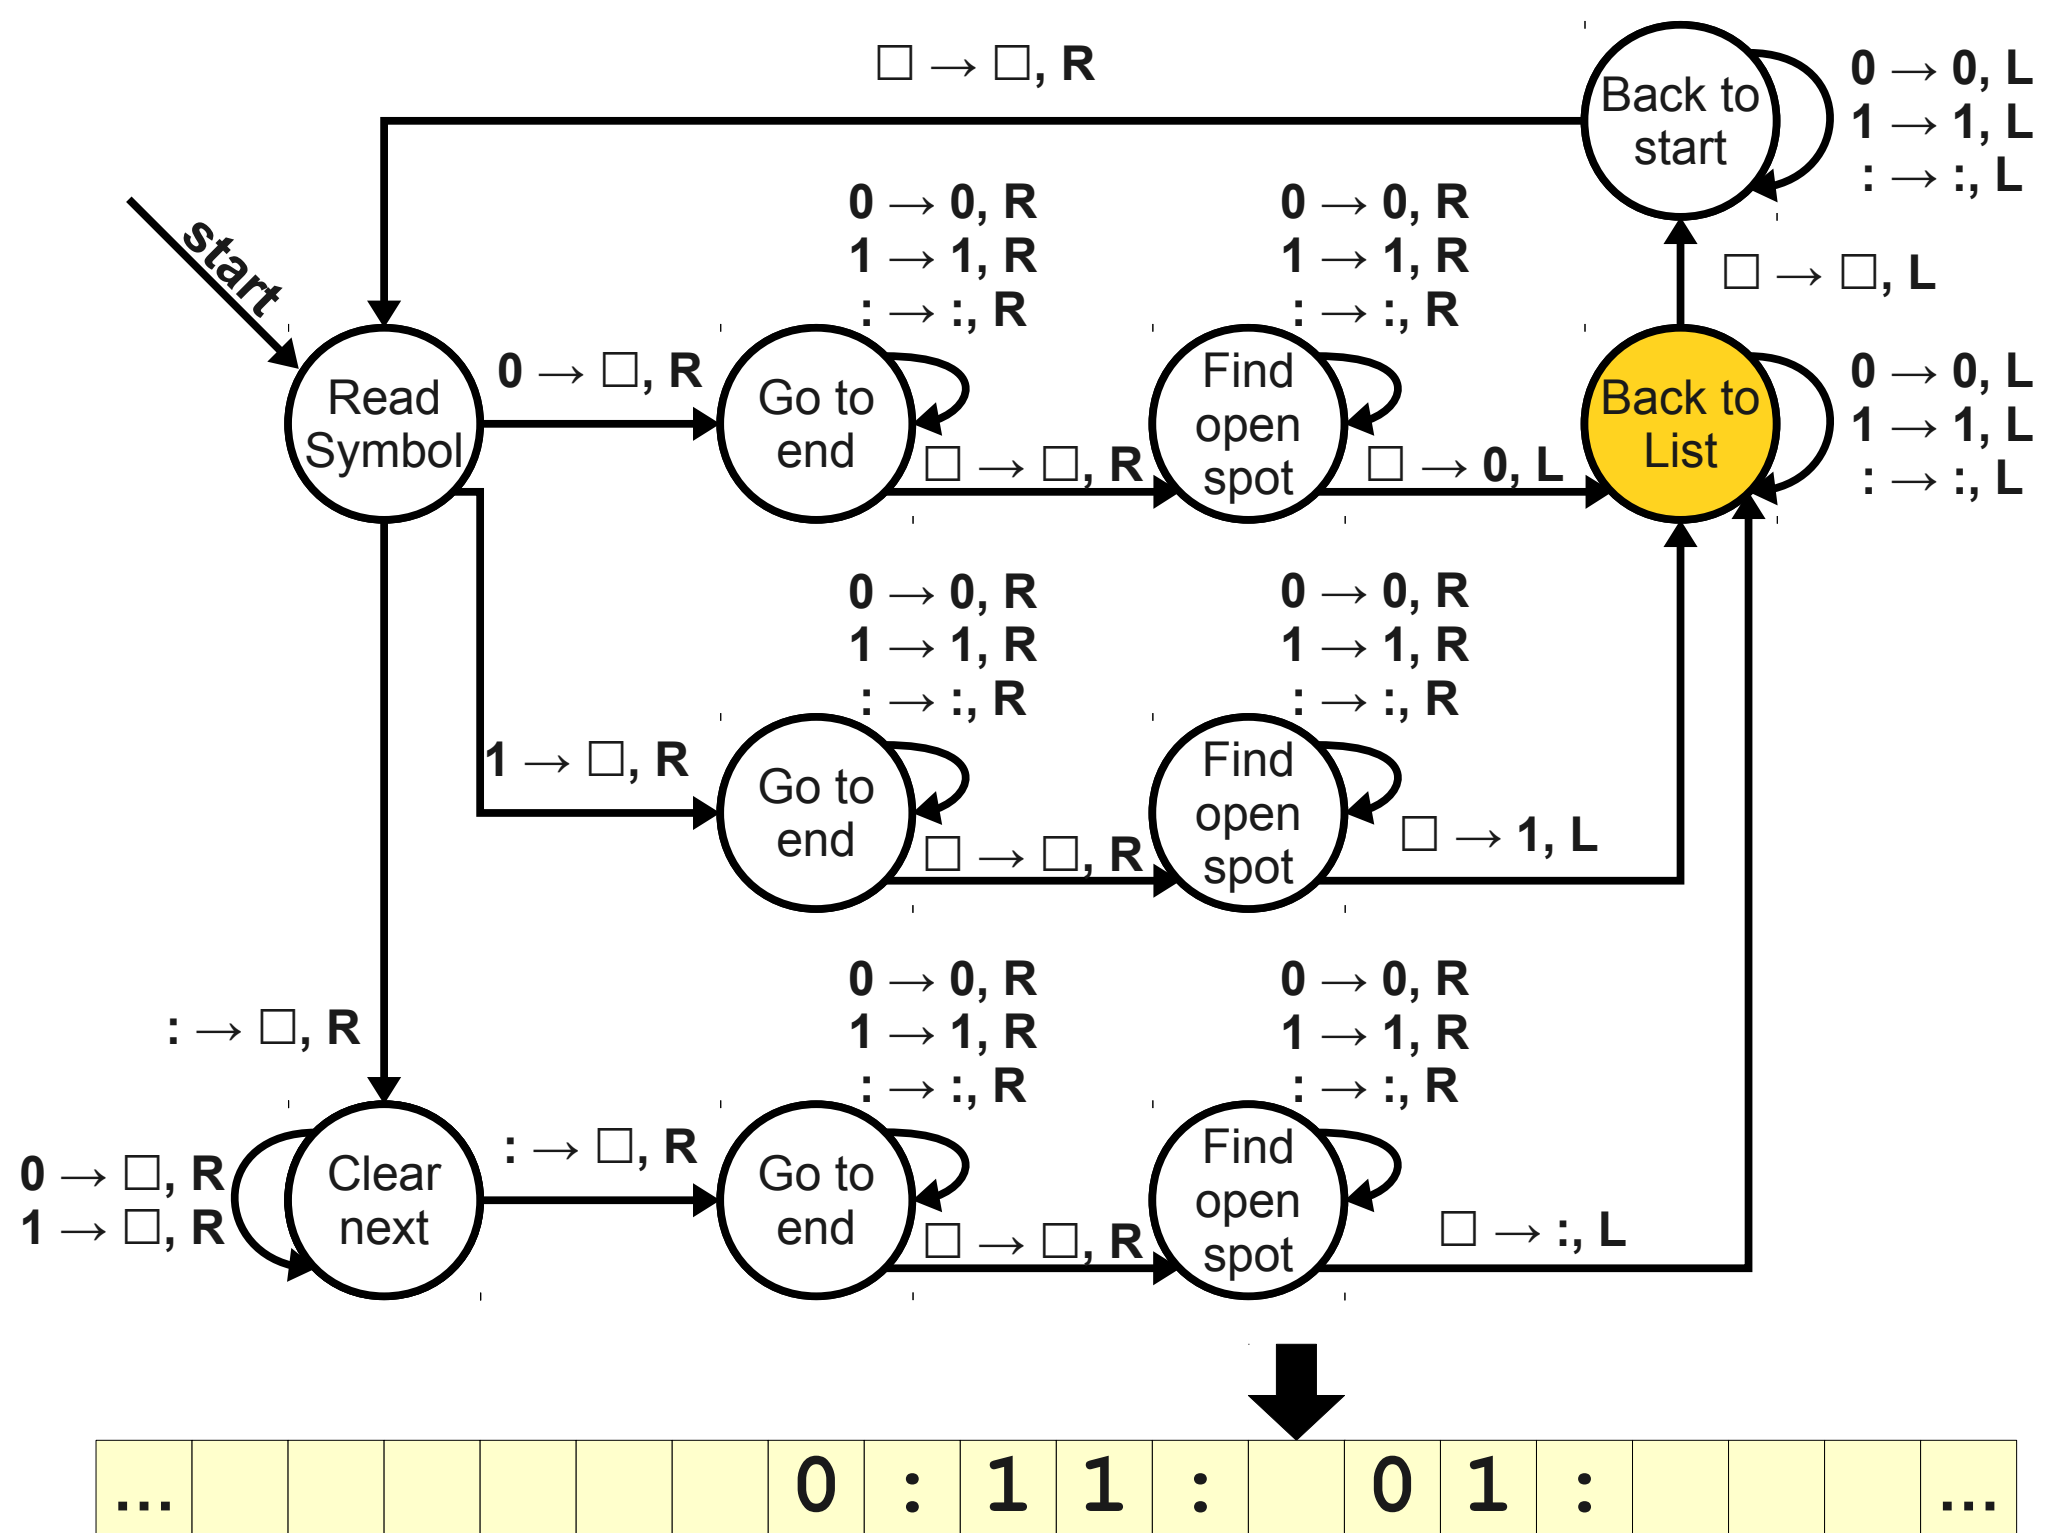 □ → □, R
Back to
start
0 → 0, L
1 → 1, L
: → :, L
start
0 → 0, R
1 → 1, R
: → :, R
0 → 0, R
1 → 1, R
: → :, R
□ → □, L
Read
Symbol
0 → □, R
Go to
end
□ → □, R
Find
open
spot
□ → 0, L
Back to
List
0 → 0, L
1 → 1, L
: → :, L
0 → 0, R
1 → 1, R
: → :, R
0 → 0, R
1 → 1, R
: → :, R
1 → □, R
Go to
end
□ → □, R
Find
open
spot
□ → 1, L
0 → 0, R
1 → 1, R
: → :, R
0 → 0, R
1 → 1, R
: → :, R
: → □, R
0 → □, R
1 → □, R
Clear
next
: → □, R
Go to
end
□ → □, R
Find
open
spot
□ → :, L
... 0 : 1 1 : 0 1 : ...